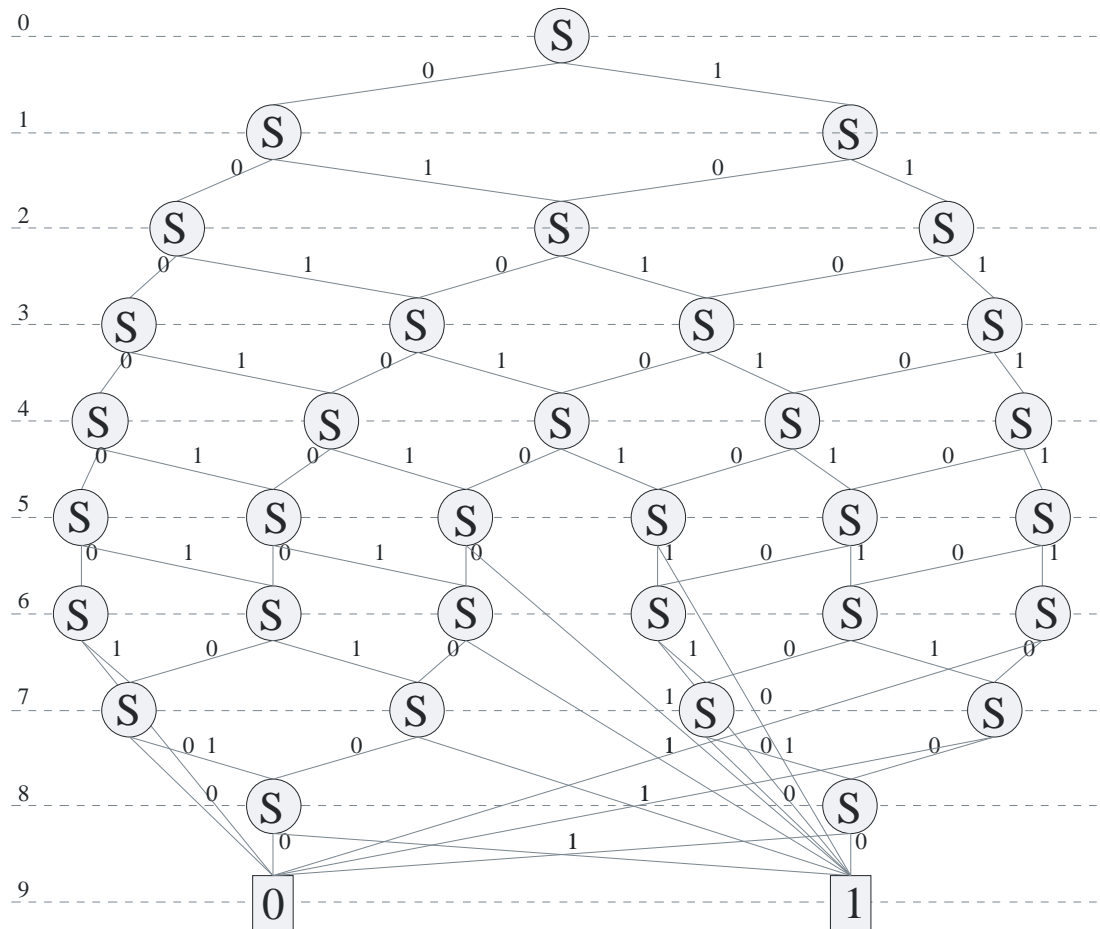 0 S
0 1
1 S S
0 1 0 1
2 S S S
0 1 0 1 0 1
3 S S S S
0 1 0 1 0 1 0 1
4 S S S S S
0 1 0 1 0 1 0 1 0 1
5 S S S S S S
0 1 0 1 0 1 0 1 0 1
6 S S S S S S
1 0 1 0 1 0 1 0
1 0
7 S S S S
0 1 0 1 0 1 0
0 1 0
8 S S
0 1 0
9 0 1